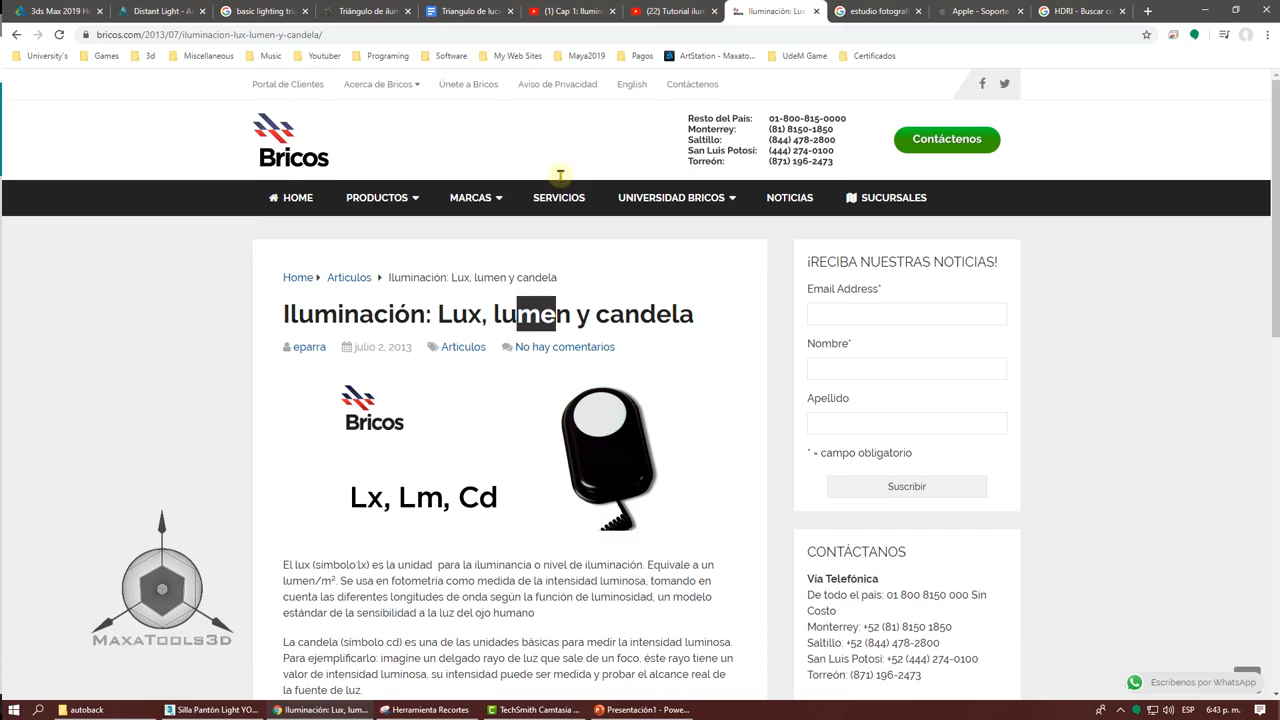 3ds Max 2019 H
Distant Light - A
basic lighting tria
Triángulo de ilum
Triangulo de luce
(1) Cap 1: Ilumin
(22) Tutorial ilum
Iluminación: Lux,
estudio fotografi
Apple - Soporte
HDRI - Buscar co
bricos.com/2013/07/iluminacion-lux-lumen-y-candela/
University's
Games
3d
Miscellaneous
Music
Youtuber
Programing
Software
My Web Sites
Maya2019
Pagos
ArtStation - Maxato...
UdeM Game
Certificados
Portal de Clientes
Acerca de Bricos
Únete a Bricos
Aviso de Privacidad
English
Contáctenos
Bricos
Resto del País: 01-800-815-0000
Monterrey: (81) 8150-1850
Saltillo: (844) 478-2800
San Luis Potosí: (444) 274-0100
Torreón: (871) 196-2473
Contáctenos
HOME
PRODUCTOS
MARCAS
SERVICIOS
UNIVERSIDAD BRICOS
NOTICIAS
SUCURSALES
Home
Articulos
Iluminación: Lux, lumen y candela
Iluminación: Lux, lumen y candela
eparra
julio 2, 2013
Articulos
No hay comentarios
Bricos
Lx, Lm, Cd
El lux (símbolo:lx) es la unidad para la iluminancia o nivel de iluminación. Equivale a un
lumen/m². Se usa en fotometría como medida de la intensidad luminosa, tomando en
cuenta las diferentes longitudes de onda según la función de luminosidad, un modelo
estándar de la sensibilidad a la luz del ojo humano
La candela (símbolo cd) es una de las unidades básicas para medir la intensidad luminosa.
Para ejemplificarlo: imagine un delgado rayo de luz que sale de un foco, éste rayo tiene un
valor de intensidad luminosa, su intensidad puede ser medida y probar el alcance real de
la fuente de luz.
¡RECIBA NUESTRAS NOTICIAS!
Email Address*
Nombre*
Apellido
* = campo obligatorio
Suscribir
CONTÁCTANOS
Vía Telefónica
De todo el país: 01 800 8150 000 Sin
Costo
Monterrey: +52 (81) 8150 1850
Saltillo: +52 (844) 478-2800
San Luis Potosí: +52 (444) 274-0100
Torreón: (871) 196-2473
Escríbenos por WhatsApp
MAXATOOLS3D
autoback
Silla Pantón Light YO...
Iluminación: Lux, lum...
Herramienta Recortes
TechSmith Camtasia ...
Presentación1 - Powe...
ESP
6:43 p. m.